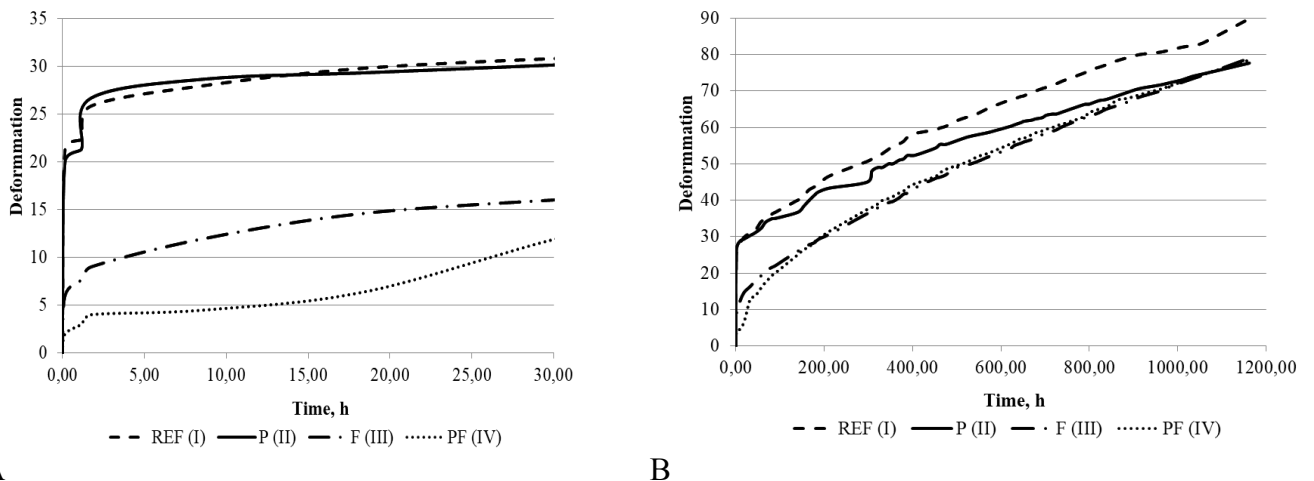 35
30
25
20
15
10
5
0
Deformmation
0,00 5,00 10,00 15,00 20,00 25,00 30,00
Time, h
REF (I) P (II) F (III) PF (IV)
90
80
70
60
50
40
30
20
10
0
Deformmation
0,00 200,00 400,00 600,00 800,00 1000,00 1200,00
Time, h
REF (I) P (II) F (III) PF (IV)
B